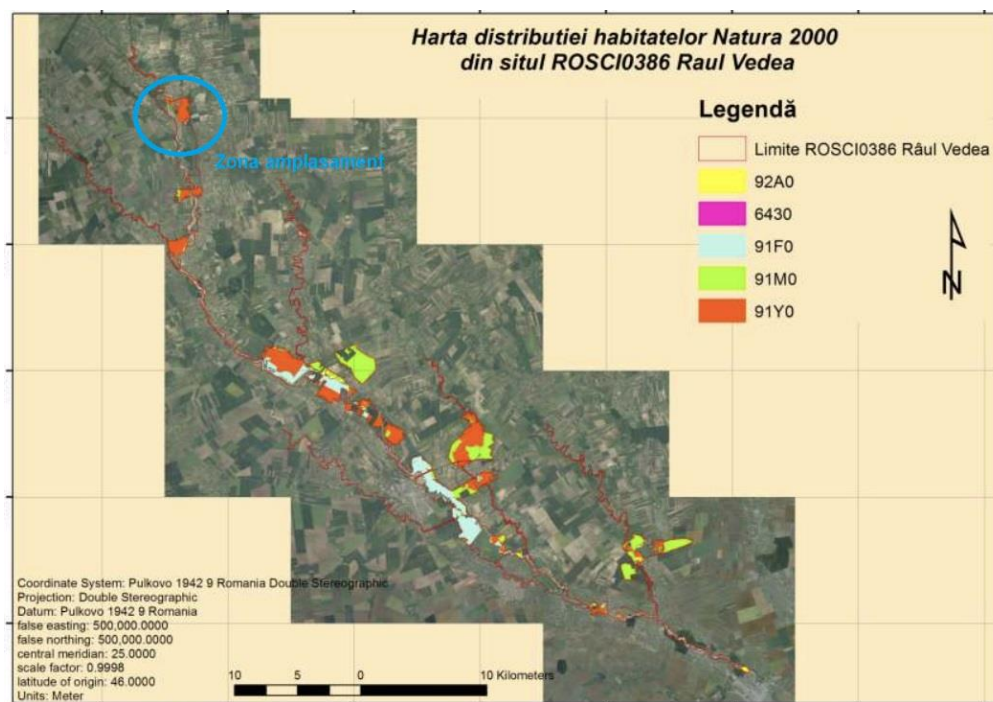 Harta distributiei habitatelor Natura 2000
din situl ROSCI0386 Raul Vedea
Legendă
Limite ROSCI0386 Râul Vedea
92A0
6430
91F0
91M0
91Y0
N
Zona amplasament
Coordinate System: Pulkovo 1942 9 Romania Double Stereographic
Projection: Double Stereographic
Datum: Pulkovo 1942 9 Romania
false easting: 500,000.0000
false northing: 500,000.0000
central meridian: 25.0000
scale factor: 0.9998
latitude of origin: 46.0000
Units: Meter
10 5 0 10 Kilometers